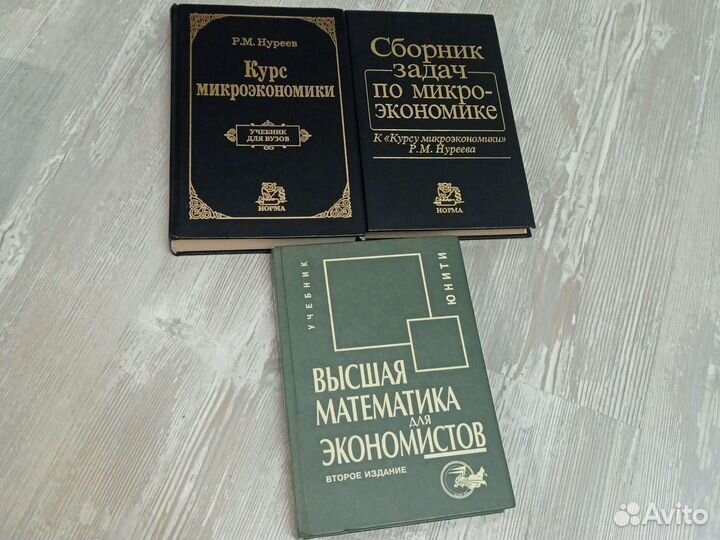 Р.М. Нуреев
Курс
МИКРОЭКОНОМИКИ
УЧЕБНИК
ДЛЯ ВУЗОВ
НОРМА
Сборник
задач
по микро-
экономике
К «Курсу микроэкономики»
Р.М. Нуреева
НОРМА
УЧЕБНИК
ЮНИТИ
ВЫСШАЯ
МАТЕМАТИКА
для
ЭКОНОМИСТОВ
ВТОРОЕ ИЗДАНИЕ
Avito